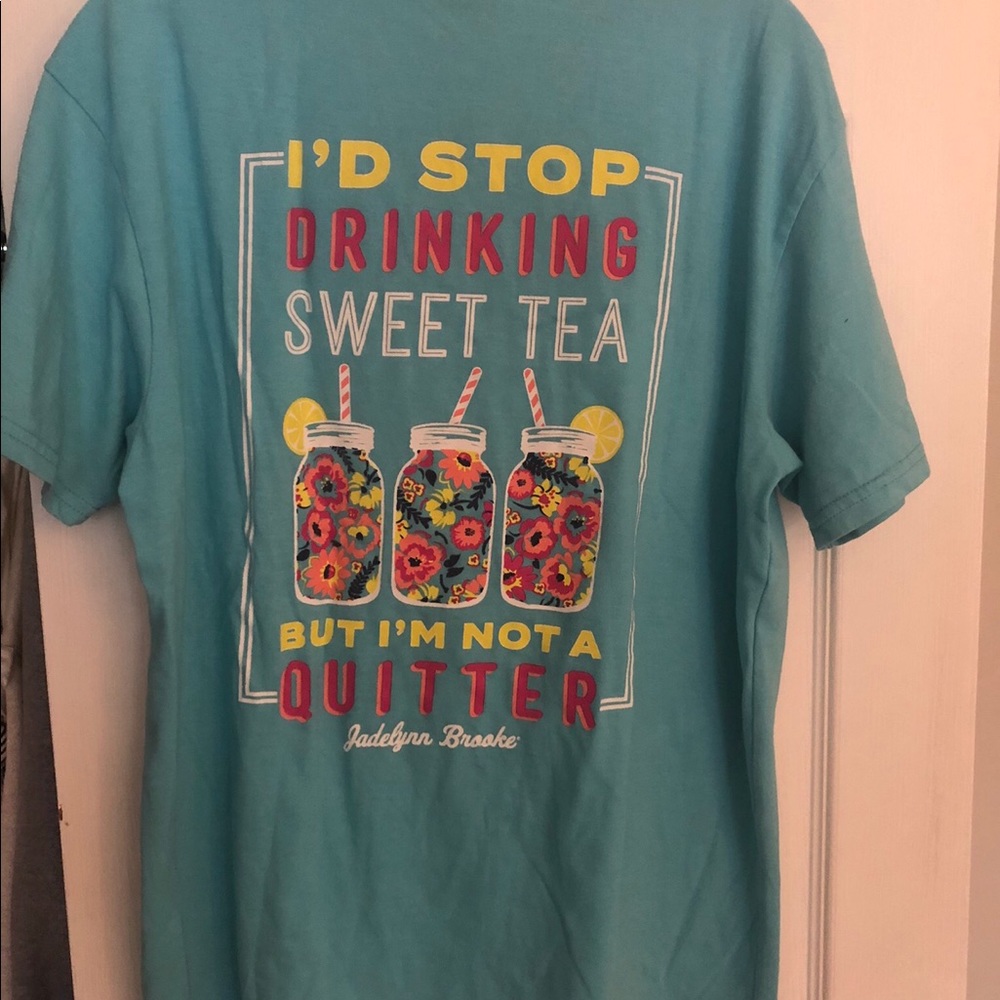 I'D STOP
DRINKING
SWEET TEA
BUT I'M NOT A
QUITTER
Jadelynn Brooke